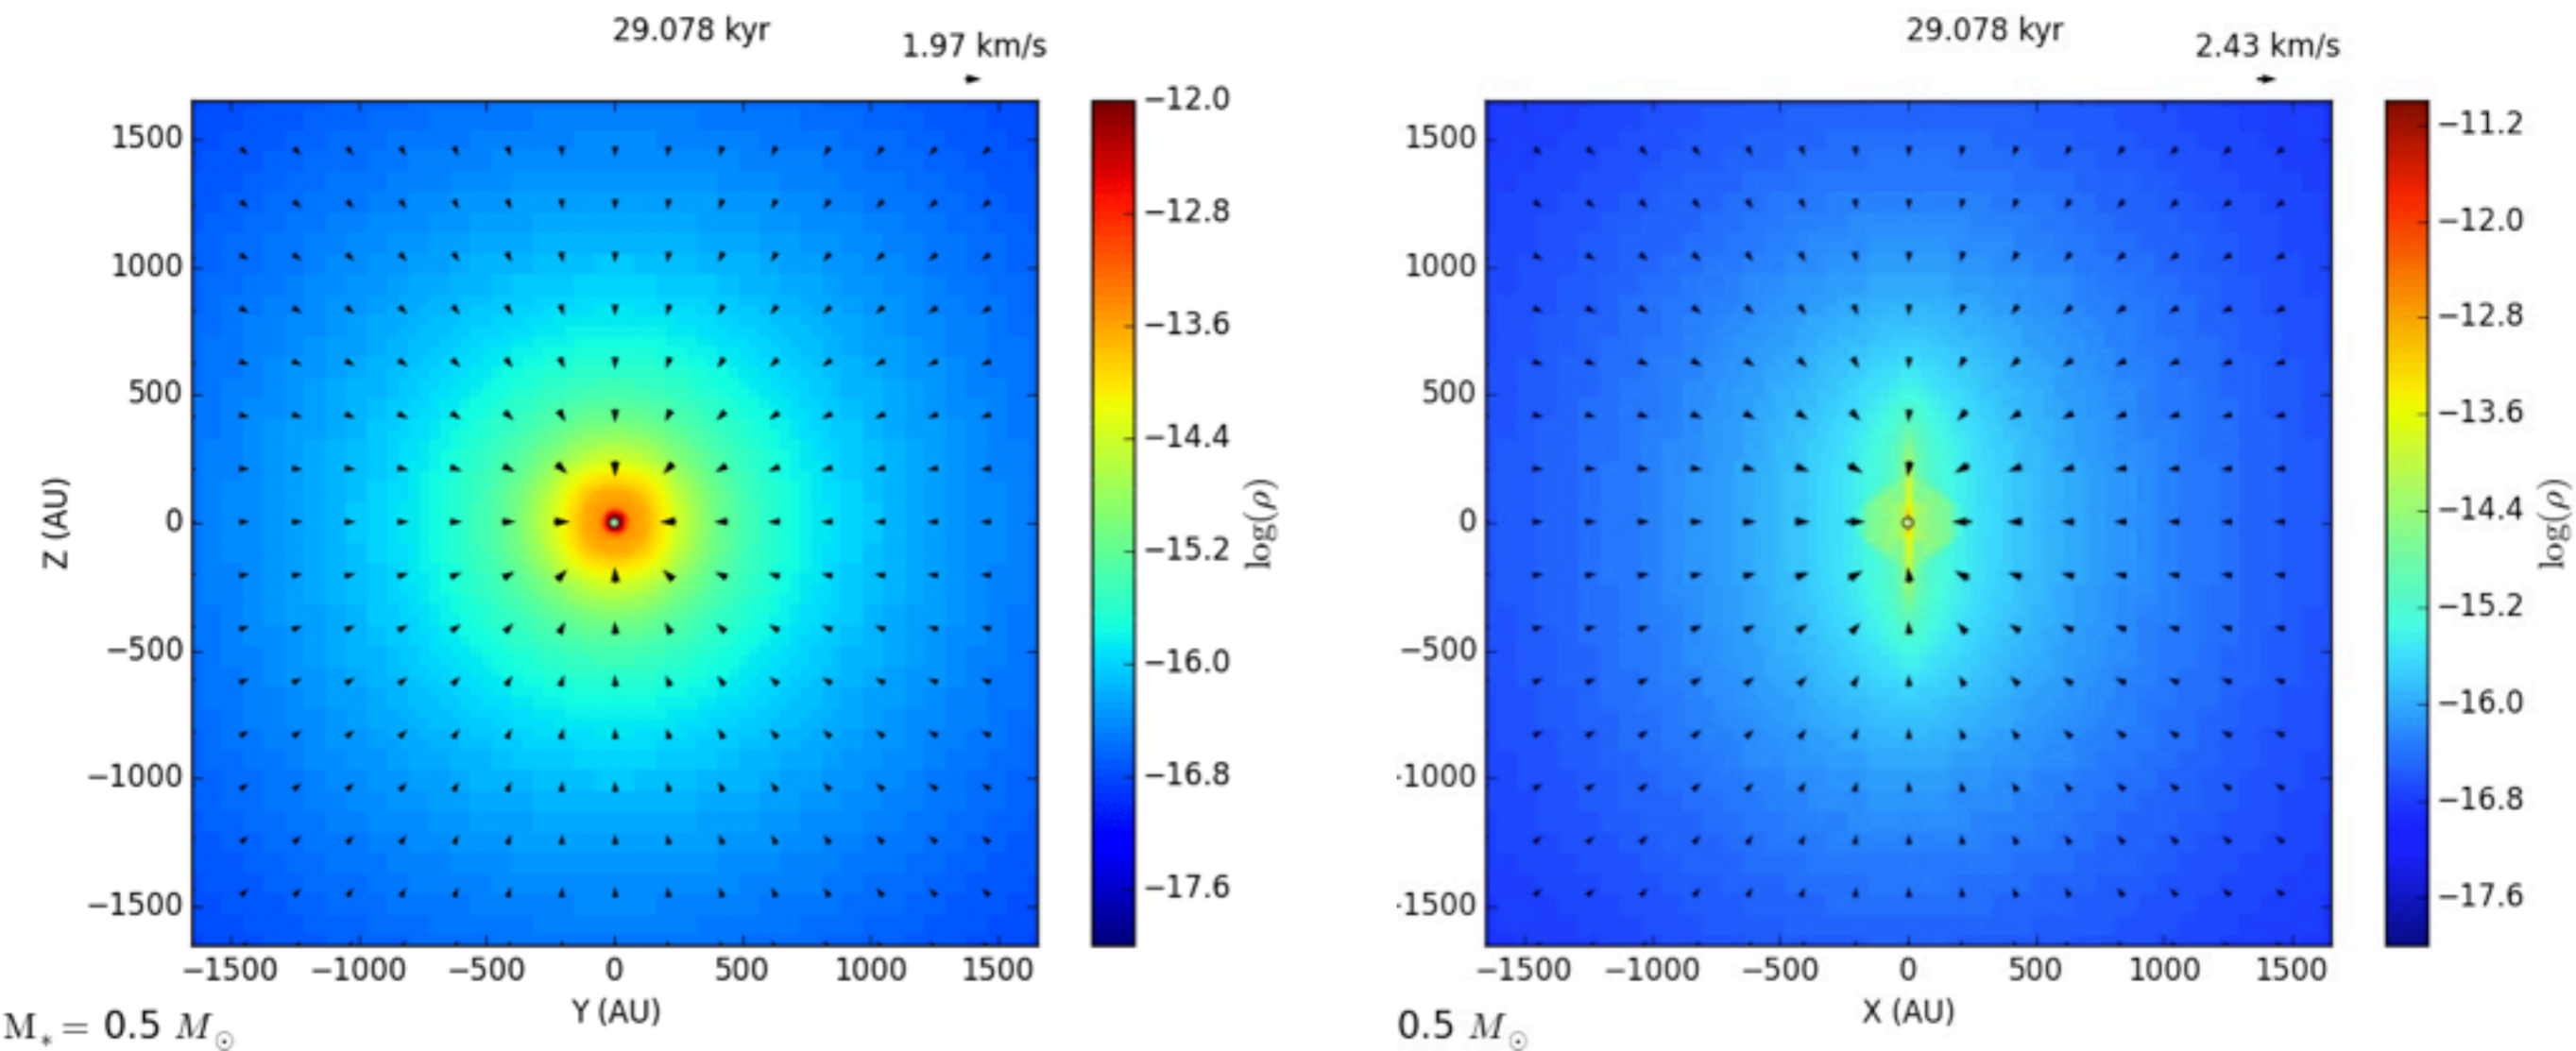 29.078 kyr
1.97 km/s
1500
1000
500
0
−500
−1000
−1500
Z (AU)
−1500 −1000 −500 0 500 1000 1500
Y (AU)
−12.0
−12.8
−13.6
−14.4
−15.2
−16.0
−16.8
−17.6
log(ρ)
M* = 0.5 M☉
29.078 kyr
2.43 km/s
1500
1000
500
0
−500
·1000
·1500
−1500 −1000 −500 0 500 1000 1500
X (AU)
−11.2
−12.0
−12.8
−13.6
−14.4
−15.2
−16.0
−16.8
−17.6
log(ρ)
0.5 M☉